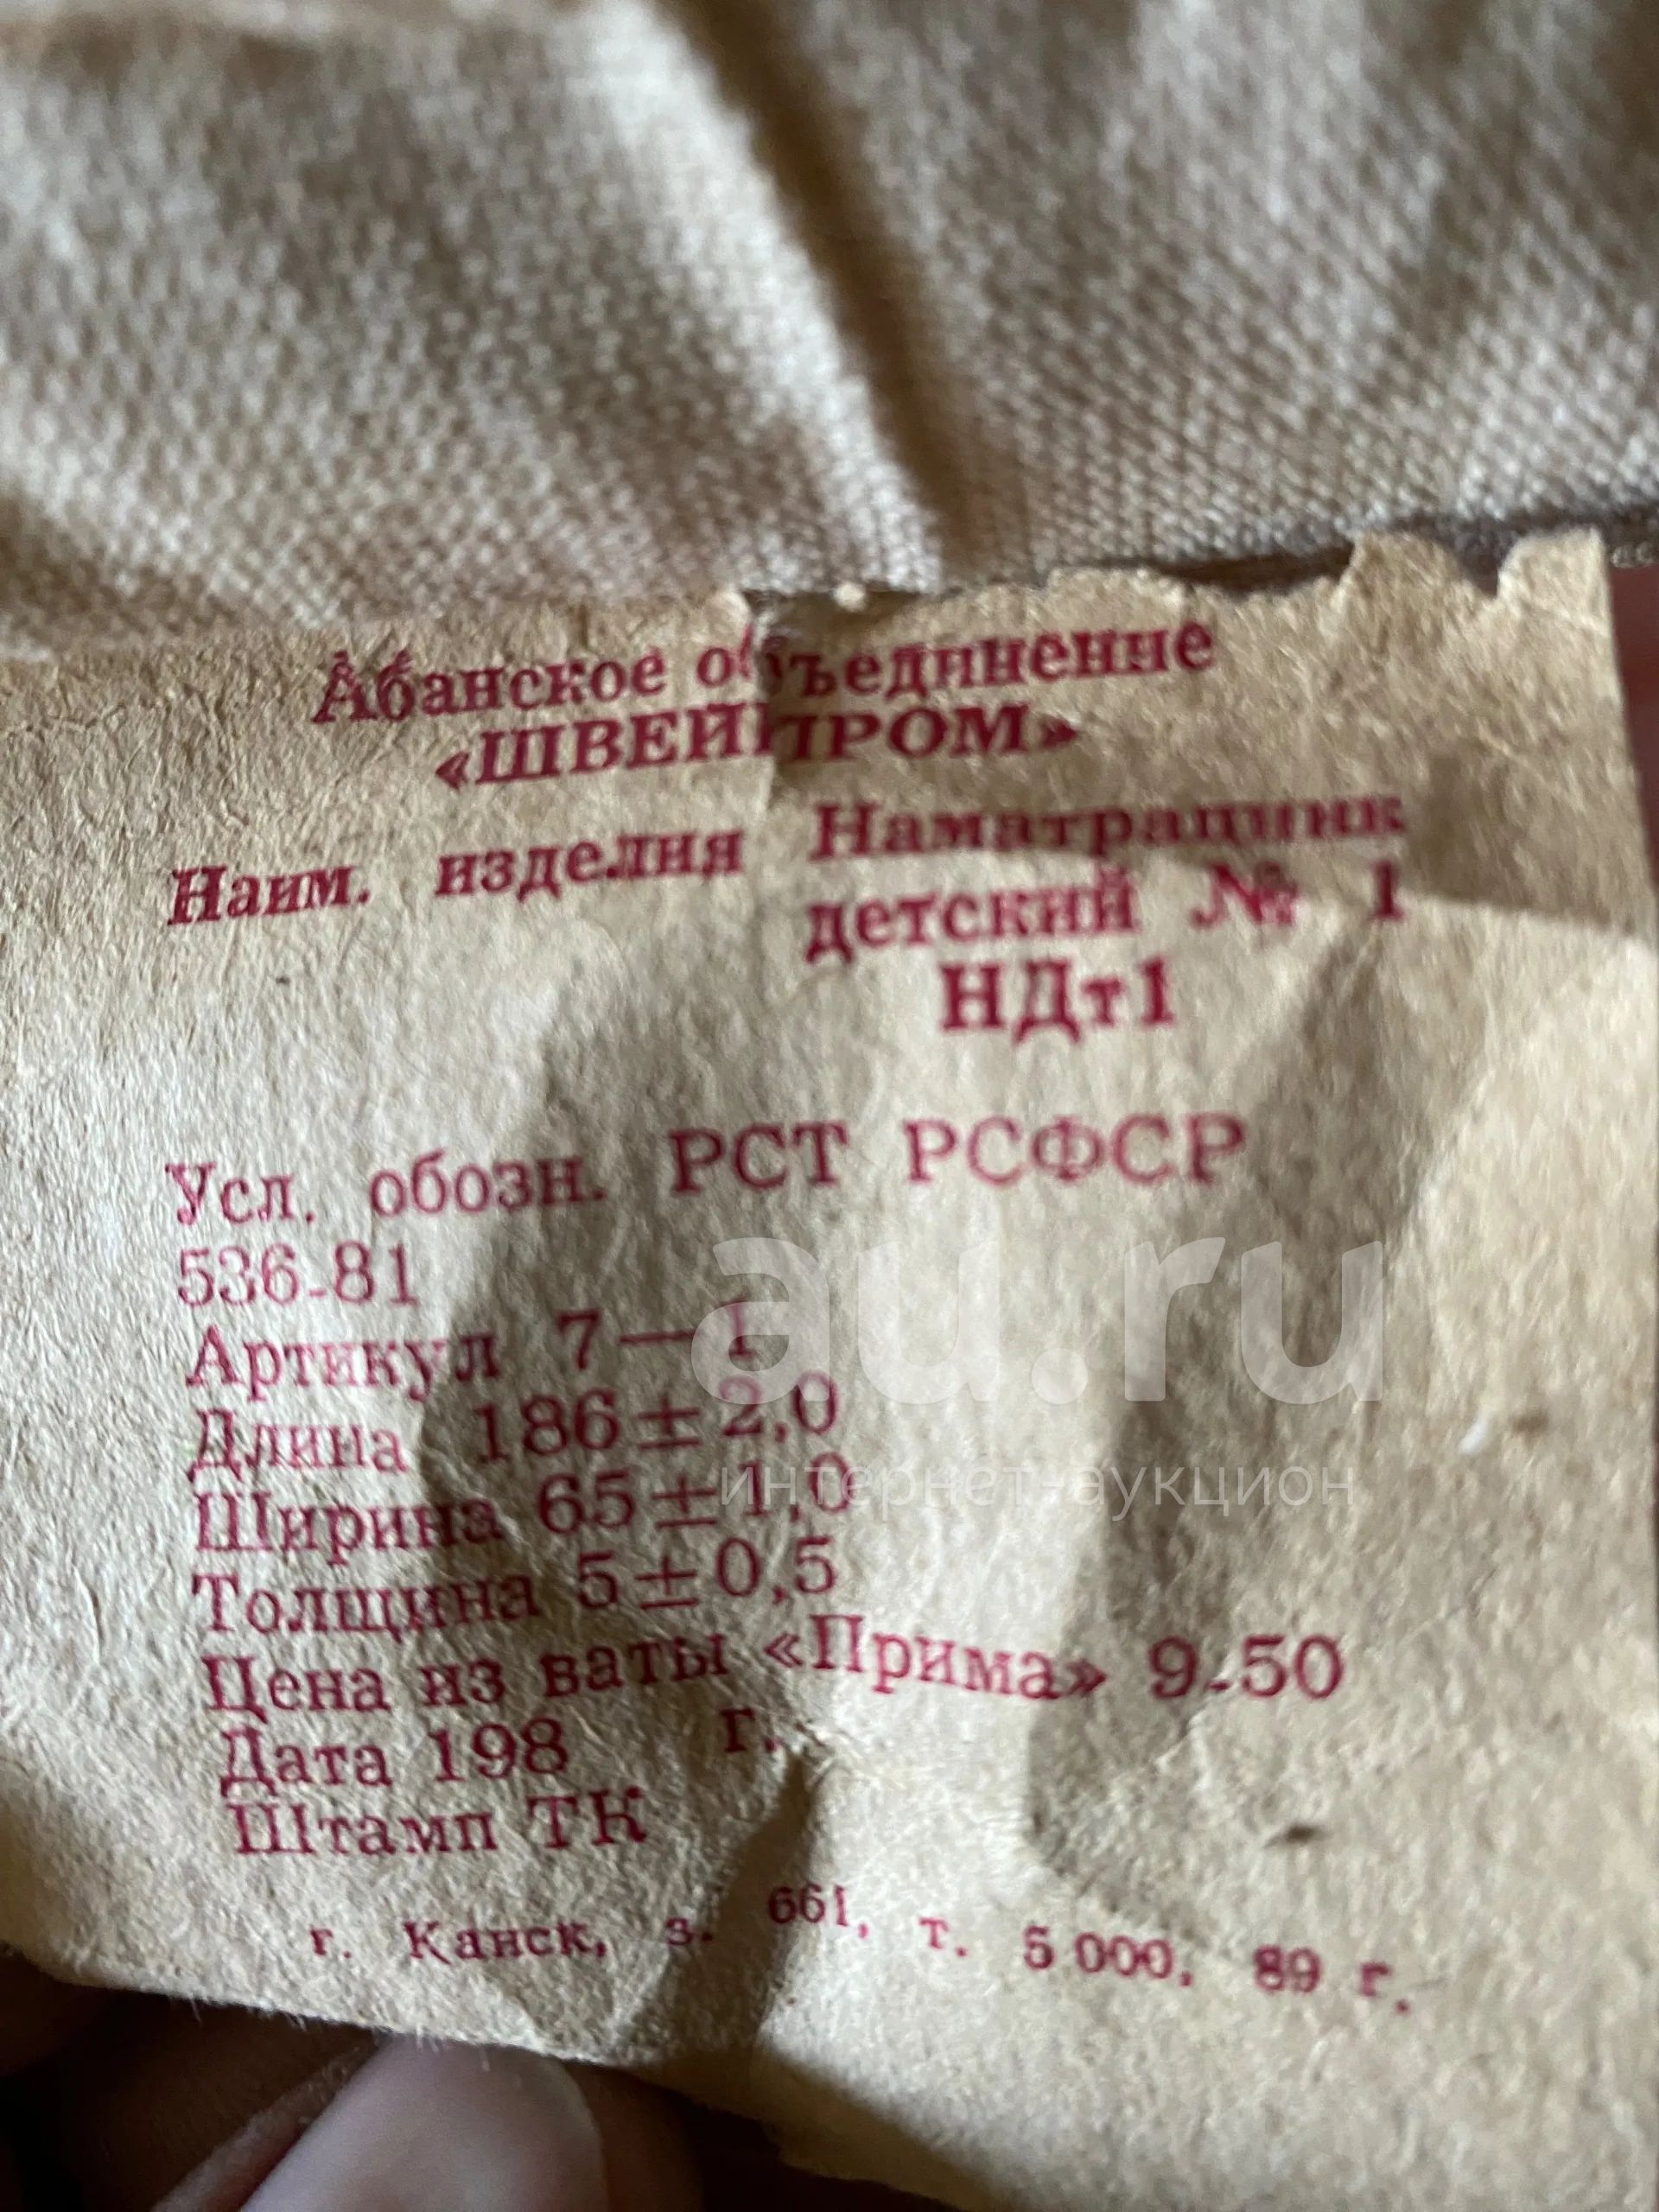 Абанское объединение
«ШВЕЙПРОМ»
Наим. изделия Наматрацник
детский № 1
НДт1
Усл. обозн. РСТ РСФСР
536-81
Артикул 7—1
Длина 186±2,0
Ширина 65±1,0
Толщина 5±0,5
Цена из ваты «Прима» 9-50
Дата 198 г.
Штамп ТК
г. Канск, з. 661, т. 5 000, 89 г.
au.ru
интернет-аукцион